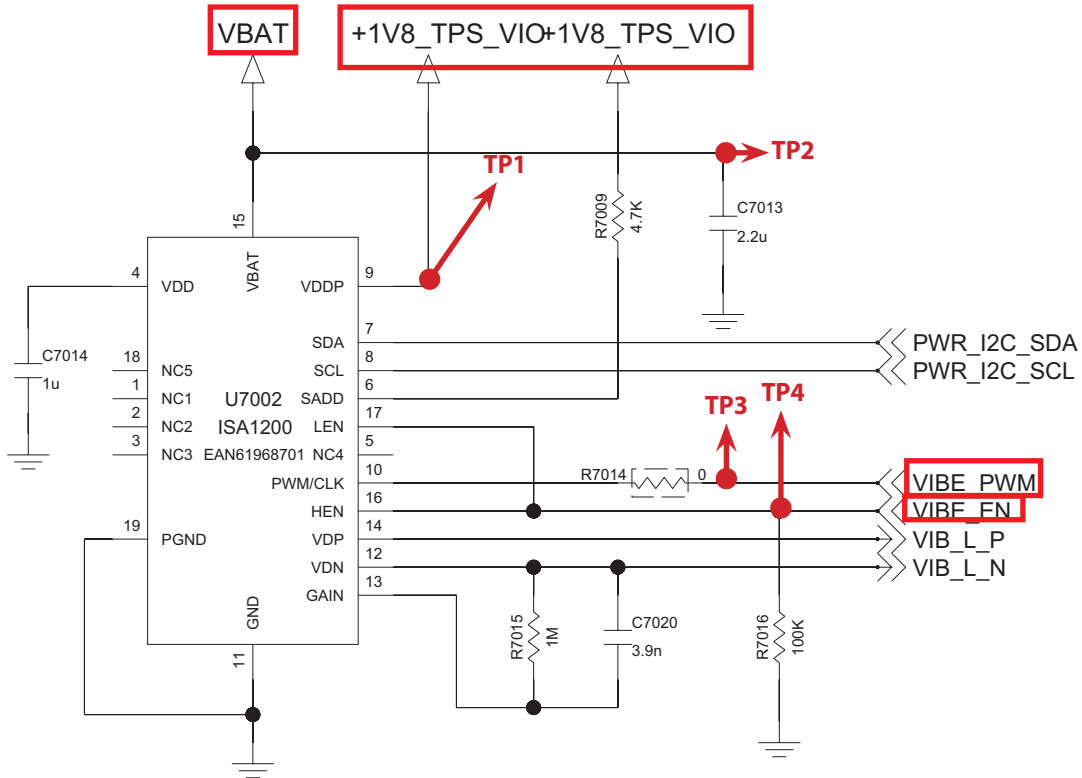 VBAT
+1V8_TPS_VIO+1V8_TPS_VIO
TP1
TP2
R7009
4.7K
C7013
2.2u
15
VBAT
4
VDD
VDDP
9
C7014
1u
SDA
7
PWR_I2C_SDA
SCL
8
PWR_I2C_SCL
18
NC5
SADD
6
1
NC1
U7002
LEN
17
2
NC2
ISA1200
3
NC3
EAN61968701
NC4
5
TP3
TP4
PWM/CLK
10
R7014
0
VIBE_PWM
HEN
16
VIBE_EN
19
PGND
VDP
14
VIB_L_P
VDN
12
VIB_L_N
GAIN
13
GND
11
R7015
1M
C7020
3.9n
R7016
100K